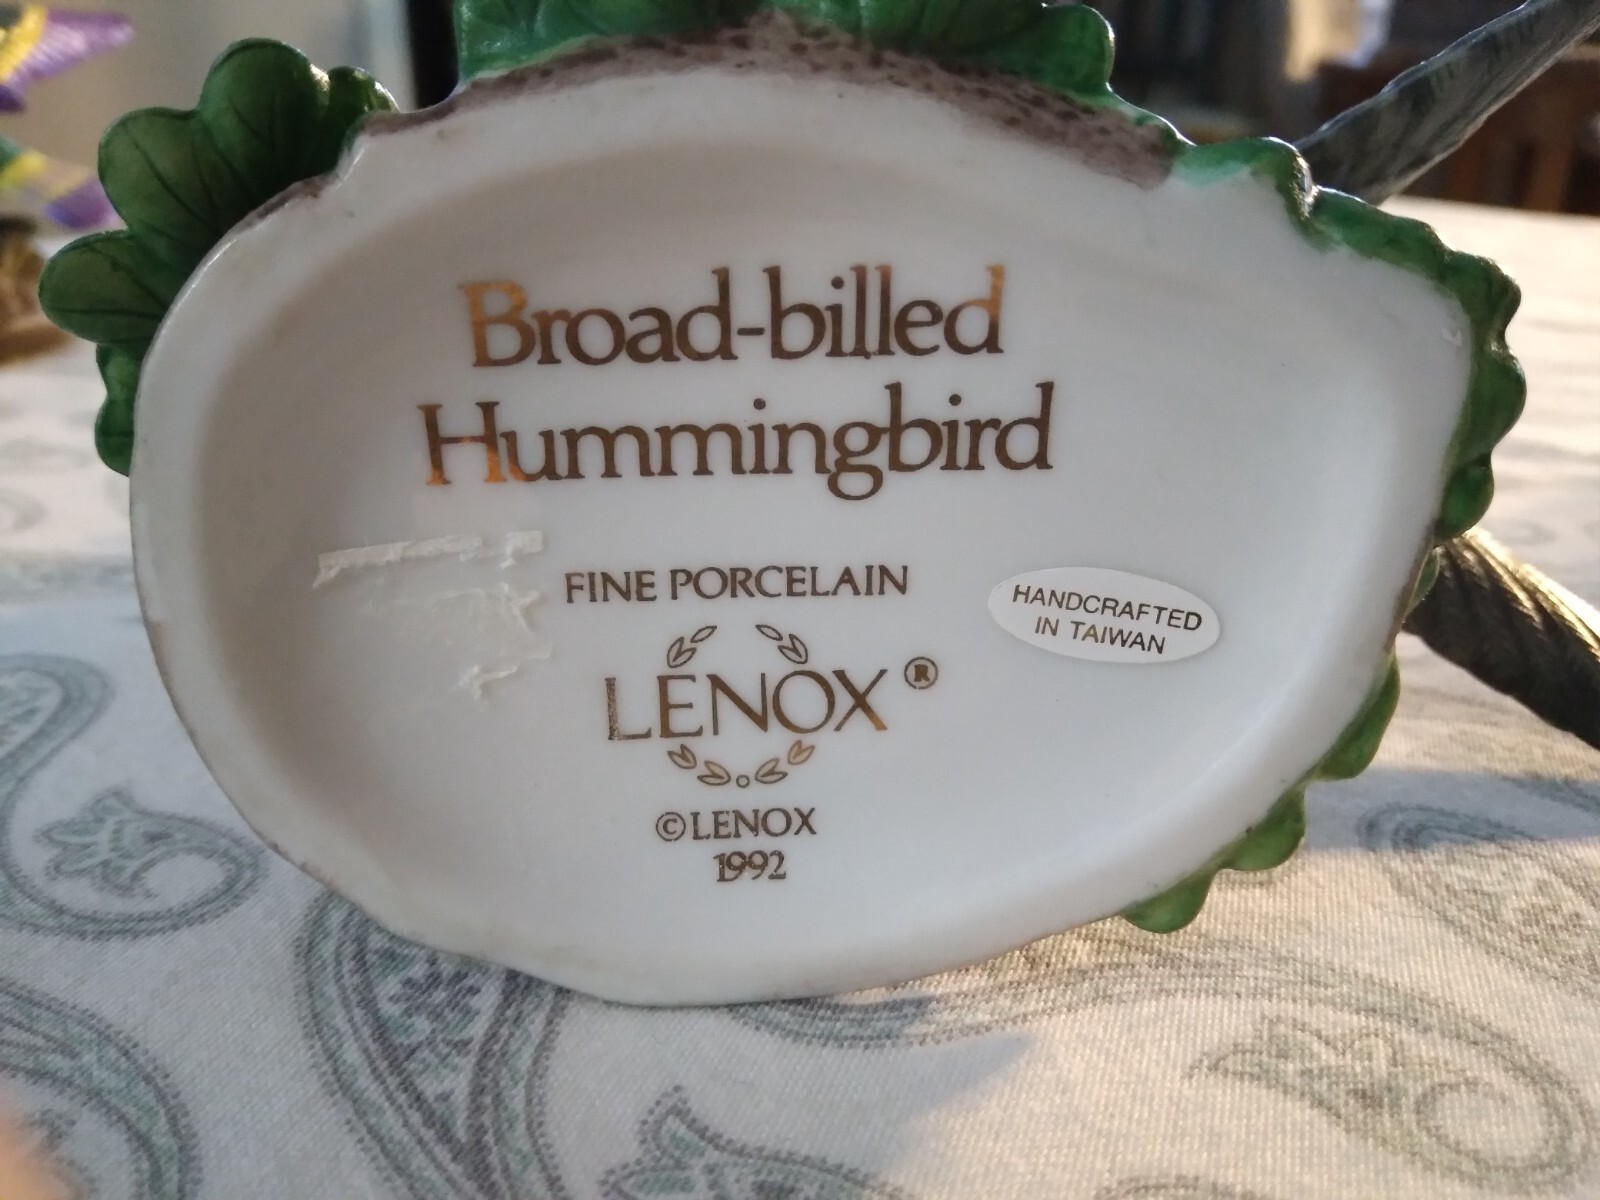 Broad-billed
Hummingbird
FINE PORCELAIN
LENOX®
©LENOX
1992
HANDCRAFTED
IN TAIWAN